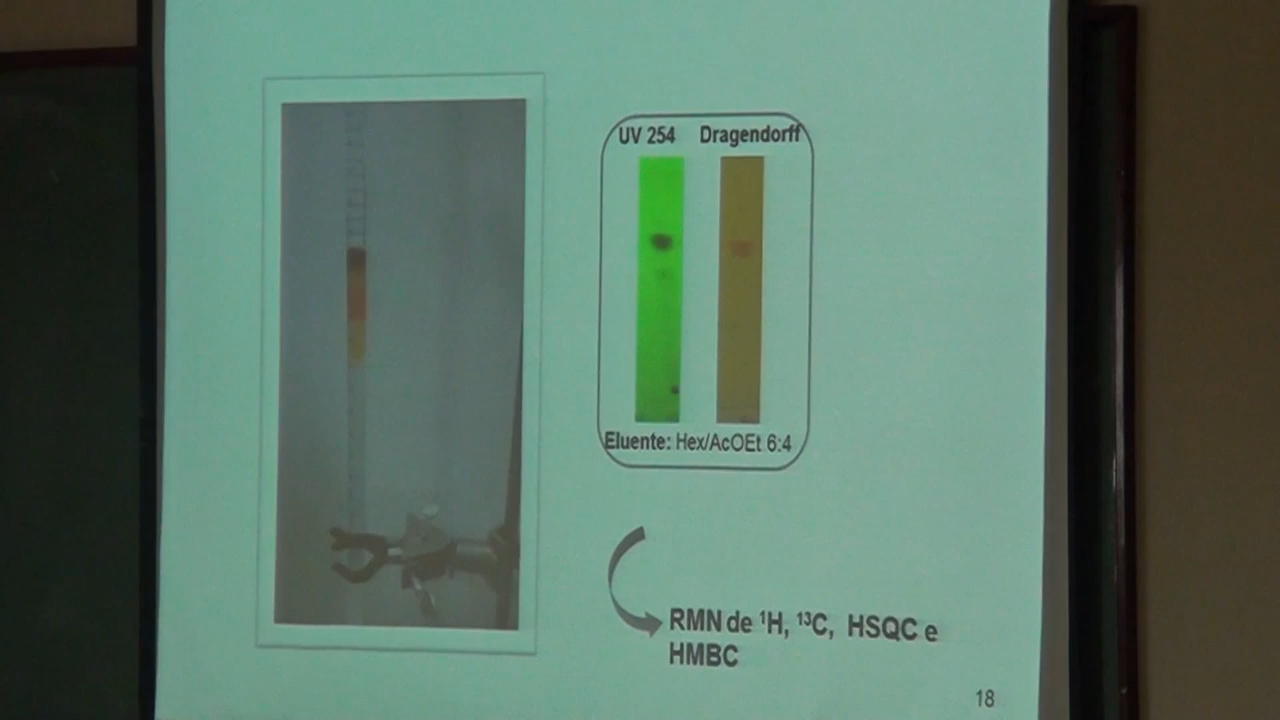 UV 254 Dragendorff
Eluente: Hex/AcOEt 6:4
RMN de ¹H, ¹³C, HSQC e
HMBC
18